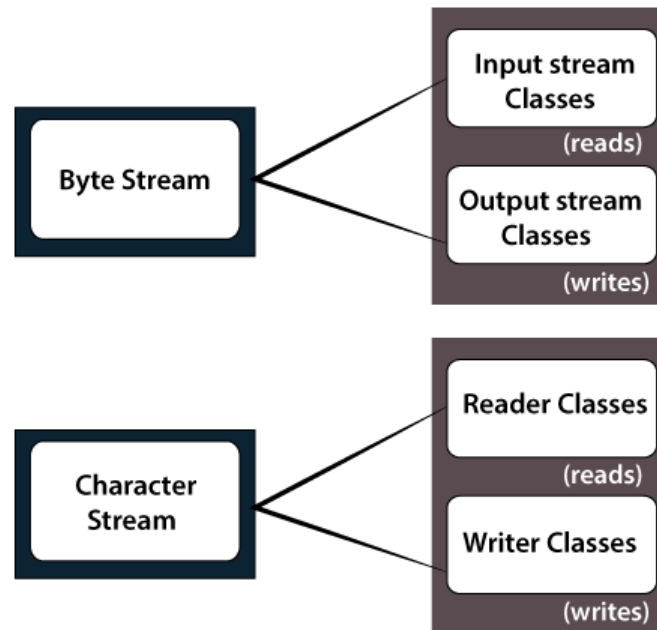 Input stream
Classes
(reads)
Byte Stream
Output stream
Classes
(writes)
Reader Classes
(reads)
Character
Stream
Writer Classes
(writes)